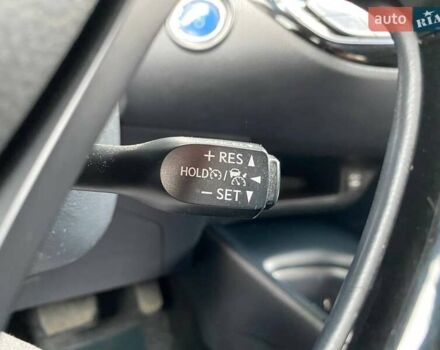 auto RIA
+ RES ▲
HOLD / ◄
− SET ▼